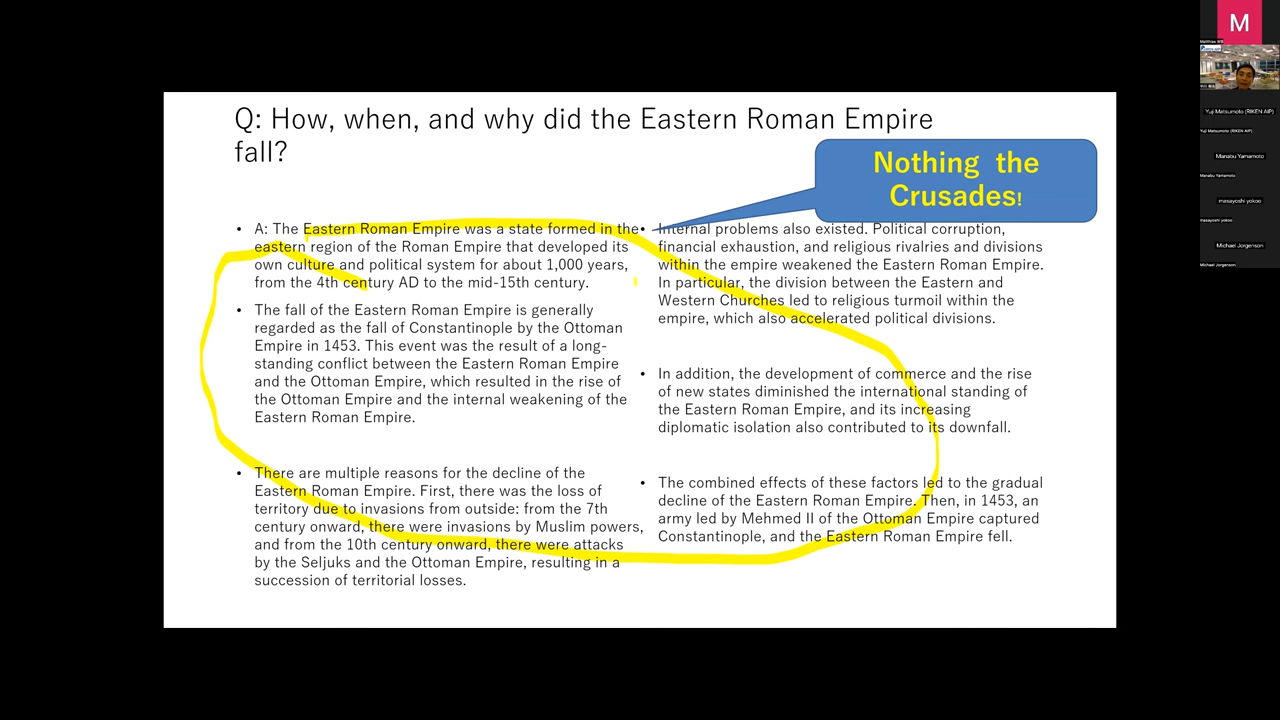 Q: How, when, and why did the Eastern Roman Empire
fall?
Nothing the
Crusades!
• A: The Eastern Roman Empire was a state formed in the
eastern region of the Roman Empire that developed its
own culture and political system for about 1,000 years,
from the 4th century AD to the mid-15th century.
• The fall of the Eastern Roman Empire is generally
regarded as the fall of Constantinople by the Ottoman
Empire in 1453. This event was the result of a long-
standing conflict between the Eastern Roman Empire
and the Ottoman Empire, which resulted in the rise of
the Ottoman Empire and the internal weakening of the
Eastern Roman Empire.
• There are multiple reasons for the decline of the
Eastern Roman Empire. First, there was the loss of
territory due to invasions from outside: from the 7th
century onward, there were invasions by Muslim powers,
and from the 10th century onward, there were attacks
by the Seljuks and the Ottoman Empire, resulting in a
succession of territorial losses.
• Internal problems also existed. Political corruption,
financial exhaustion, and religious rivalries and divisions
within the empire weakened the Eastern Roman Empire.
In particular, the division between the Eastern and
Western Churches led to religious turmoil within the
empire, which also accelerated political divisions.
• In addition, the development of commerce and the rise
of new states diminished the international standing of
the Eastern Roman Empire, and its increasing
diplomatic isolation also contributed to its downfall.
• The combined effects of these factors led to the gradual
decline of the Eastern Roman Empire. Then, in 1453, an
army led by Mehmed II of the Ottoman Empire captured
Constantinople, and the Eastern Roman Empire fell.
M
Yuji Matsumoto (RIKEN AIP)
Yuji Matsumoto (RIKEN AIP)
Manabu Yamamoto
Manabu Yamamoto
masayoshi yokoo
masayoshi yokoo
Michael Jorgenson
Michael Jorgenson